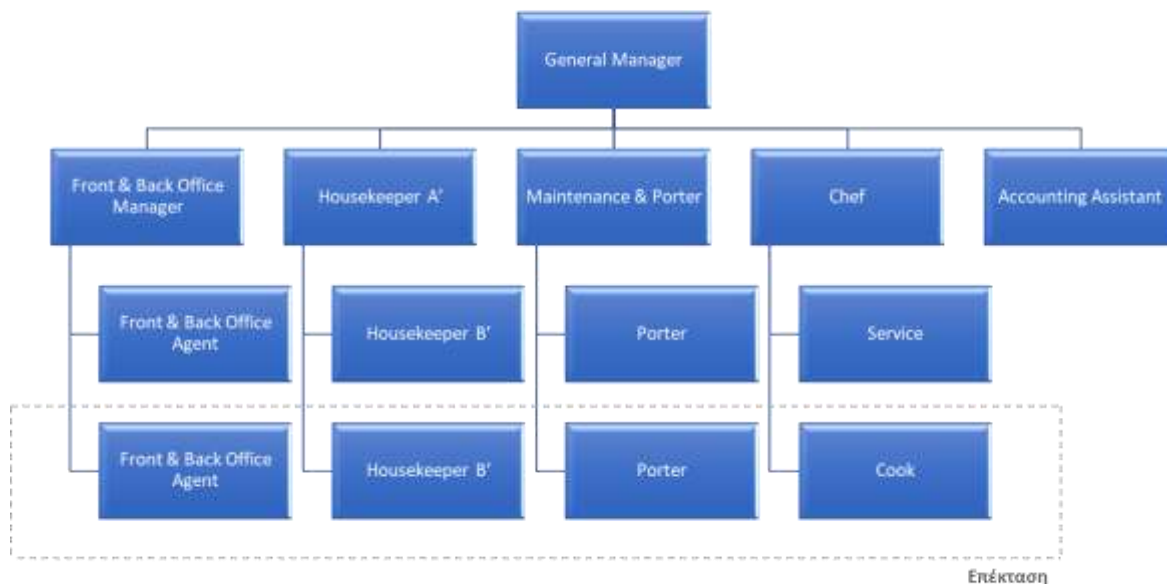 General Manager
Front & Back Office
Manager
Housekeeper A'
Maintenance & Porter
Chef
Accounting Assistant
Front & Back Office
Agent
Housekeeper B'
Porter
Service
Front & Back Office
Agent
Housekeeper B'
Porter
Cook
Επέκταση